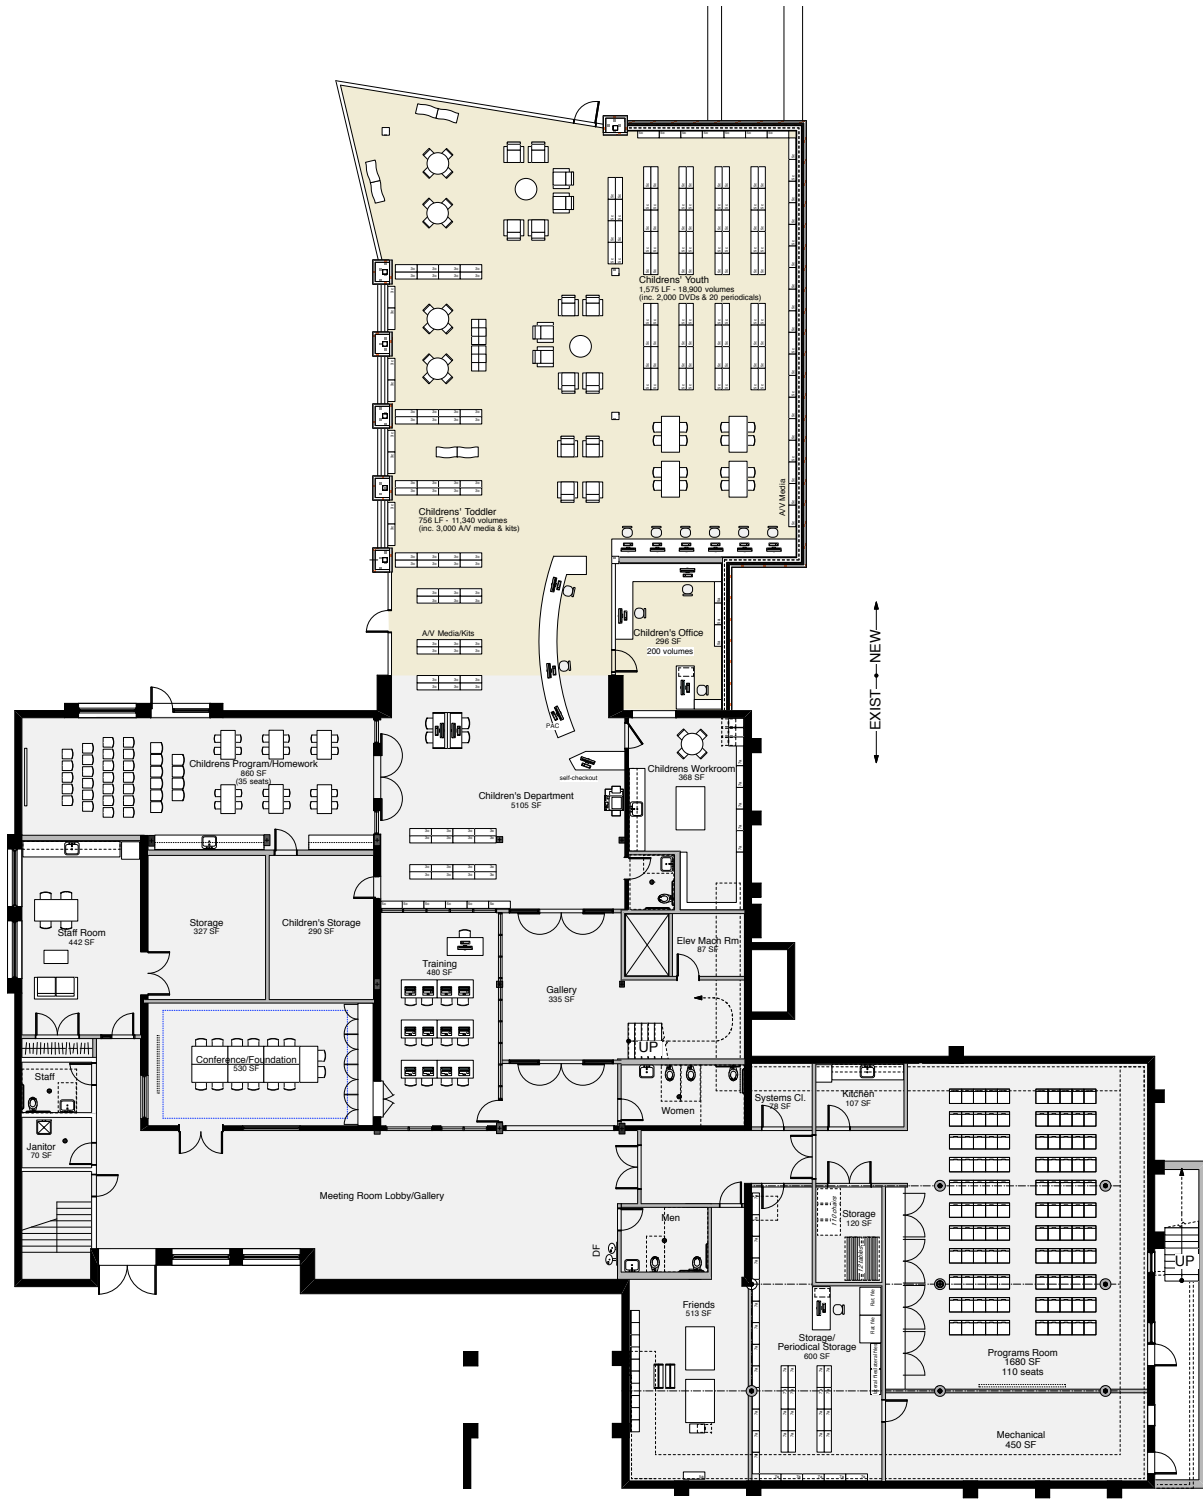 Childrens' Youth
1,575 LF - 18,900 volumes
(inc. 2,000 DVDs & 20 periodicals)
A/V Media
Childrens' Toddler
756 LF - 11,340 volumes
(inc. 3,000 A/V media & kits)
A/V Media/Kits
Children's Office
296 SF
200 volumes
EXIST
NEW
PAC
self-checkout
Childrens Program/Homework
860 SF
(35 seats)
Children's Department
5105 SF
Childrens Workroom
368 SF
Staff Room
442 SF
Storage
327 SF
Children's Storage
290 SF
Training
480 SF
Gallery
335 SF
Elev Mach Rm
87 SF
UP
Conference/Foundation
530 SF
Staff
Janitor
70 SF
Women
Systems Cl.
78 SF
Kitchen
107 SF
Meeting Room Lobby/Gallery
Men
DF
Storage
120 SF
110 chairs
12 tables
UP
Friends
513 SF
Storage/
Periodical Storage
600 SF
Programs Room
1680 SF
110 seats
Mechanical
450 SF